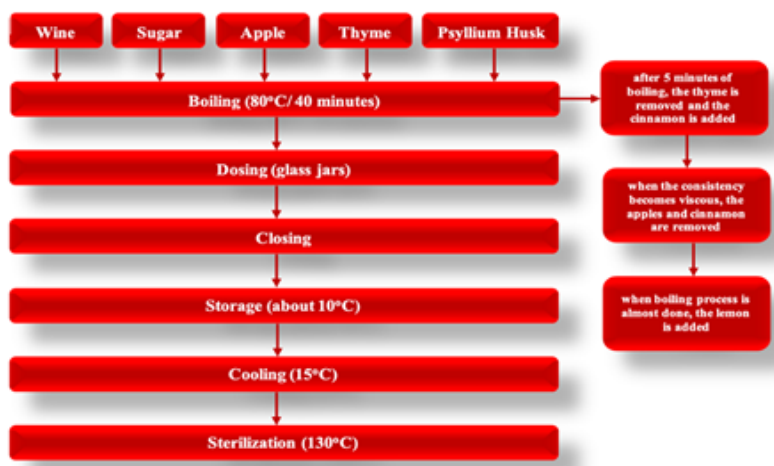 Wine
Sugar
Apple
Thyme
Psyllium Husk
Boiling (80°C/ 40 minutes)
after 5 minutes of
boiling, the thyme is
removed and the
cinnamon is added
Dosing (glass jars)
when the consistency
becomes viscous, the
apples and cinnamon
are removed
Closing
Storage (about 10°C)
when boiling process is
almost done, the lemon
is added
Cooling (15°C)
Sterilization (130°C)